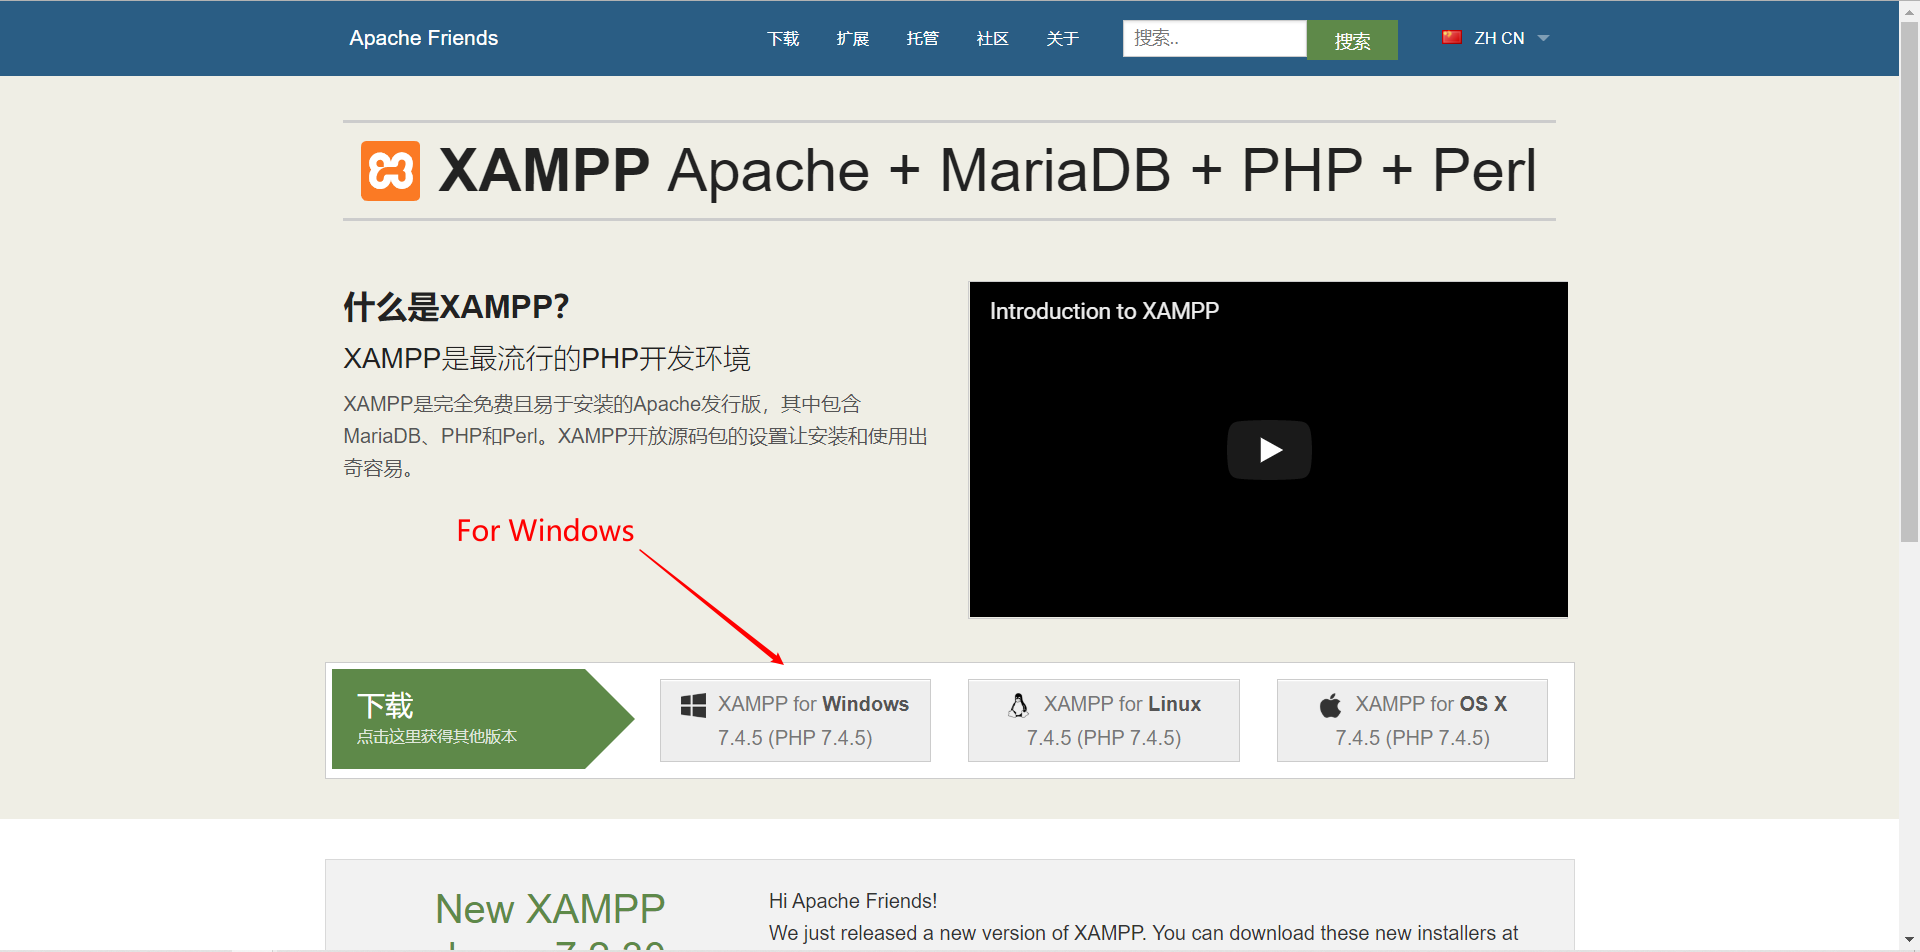 Apache Friends
下载 扩展 托管 社区 关于
搜索..
搜索
ZH CN
XAMPP Apache + MariaDB + PHP + Perl
什么是XAMPP?
XAMPP是最流行的PHP开发环境
XAMPP是完全免费且易于安装的Apache发行版，其中包含
MariaDB、PHP和Perl。XAMPP开放源码包的设置让安装和使用出
奇容易。
Introduction to XAMPP
For Windows
下载
点击这里获得其他版本
XAMPP for Windows
7.4.5 (PHP 7.4.5)
XAMPP for Linux
7.4.5 (PHP 7.4.5)
XAMPP for OS X
7.4.5 (PHP 7.4.5)
New XAMPP
Hi Apache Friends!
We just released a new version of XAMPP. You can download these new installers at